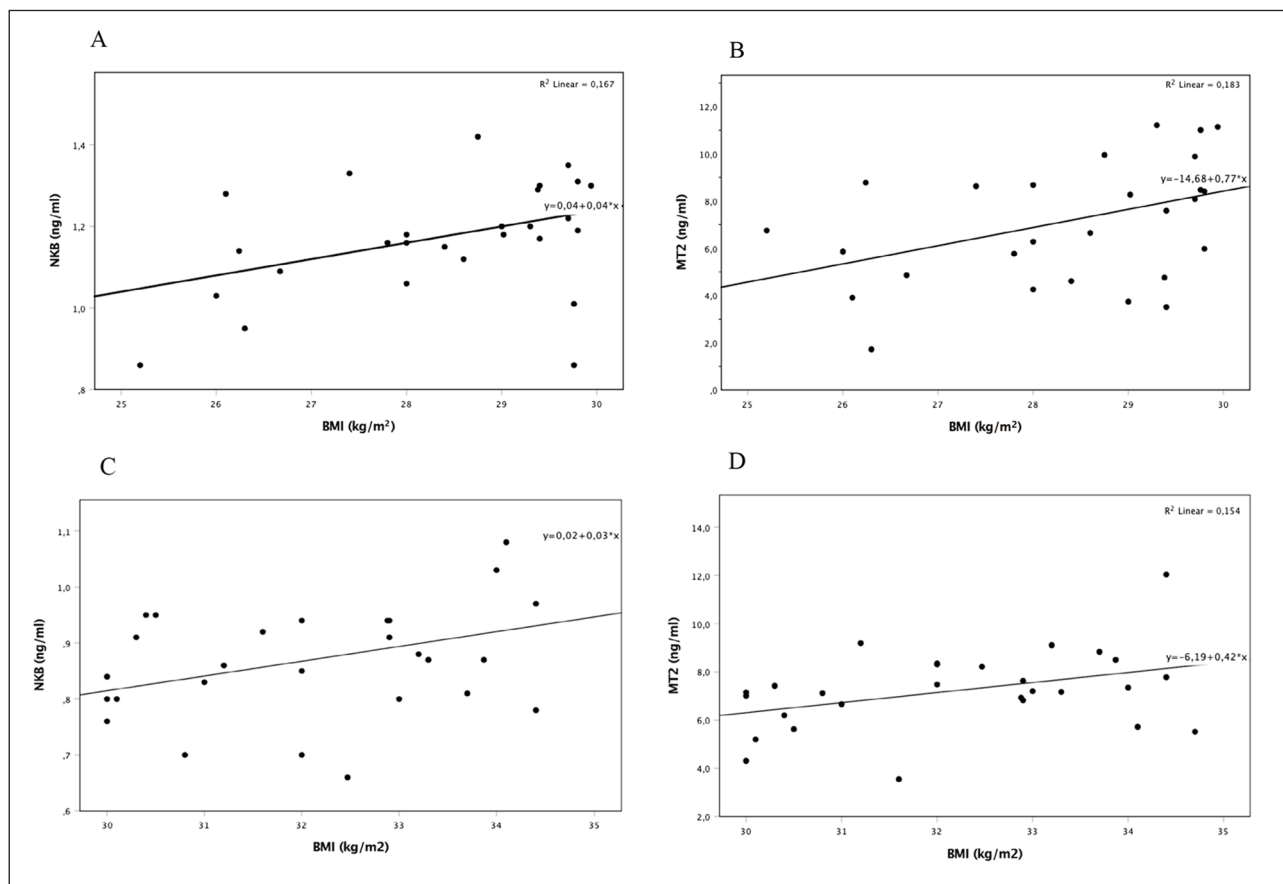 A
R² Linear = 0,167
NKB (ng/ml)
1,4
1,2
1,0
,8
y=0,04+0,04*x
25 26 27 28 29 30
BMI (kg/m²)
B
R² Linear = 0,183
MT2 (ng/ml)
12,0
10,0
8,0
6,0
4,0
2,0
,0
y=-14,68+0,77*x
25 26 27 28 29 30
BMI (kg/m²)
C
NKB (ng/ml)
1,1
1,0
,9
,8
,7
,6
y=0,02+0,03*x
30 31 32 33 34 35
BMI (kg/m2)
D
R² Linear = 0,154
MT2 (ng/ml)
14,0
12,0
10,0
8,0
6,0
4,0
2,0
y=-6,19+0,42*x
30 31 32 33 34 35
BMI (kg/m2)